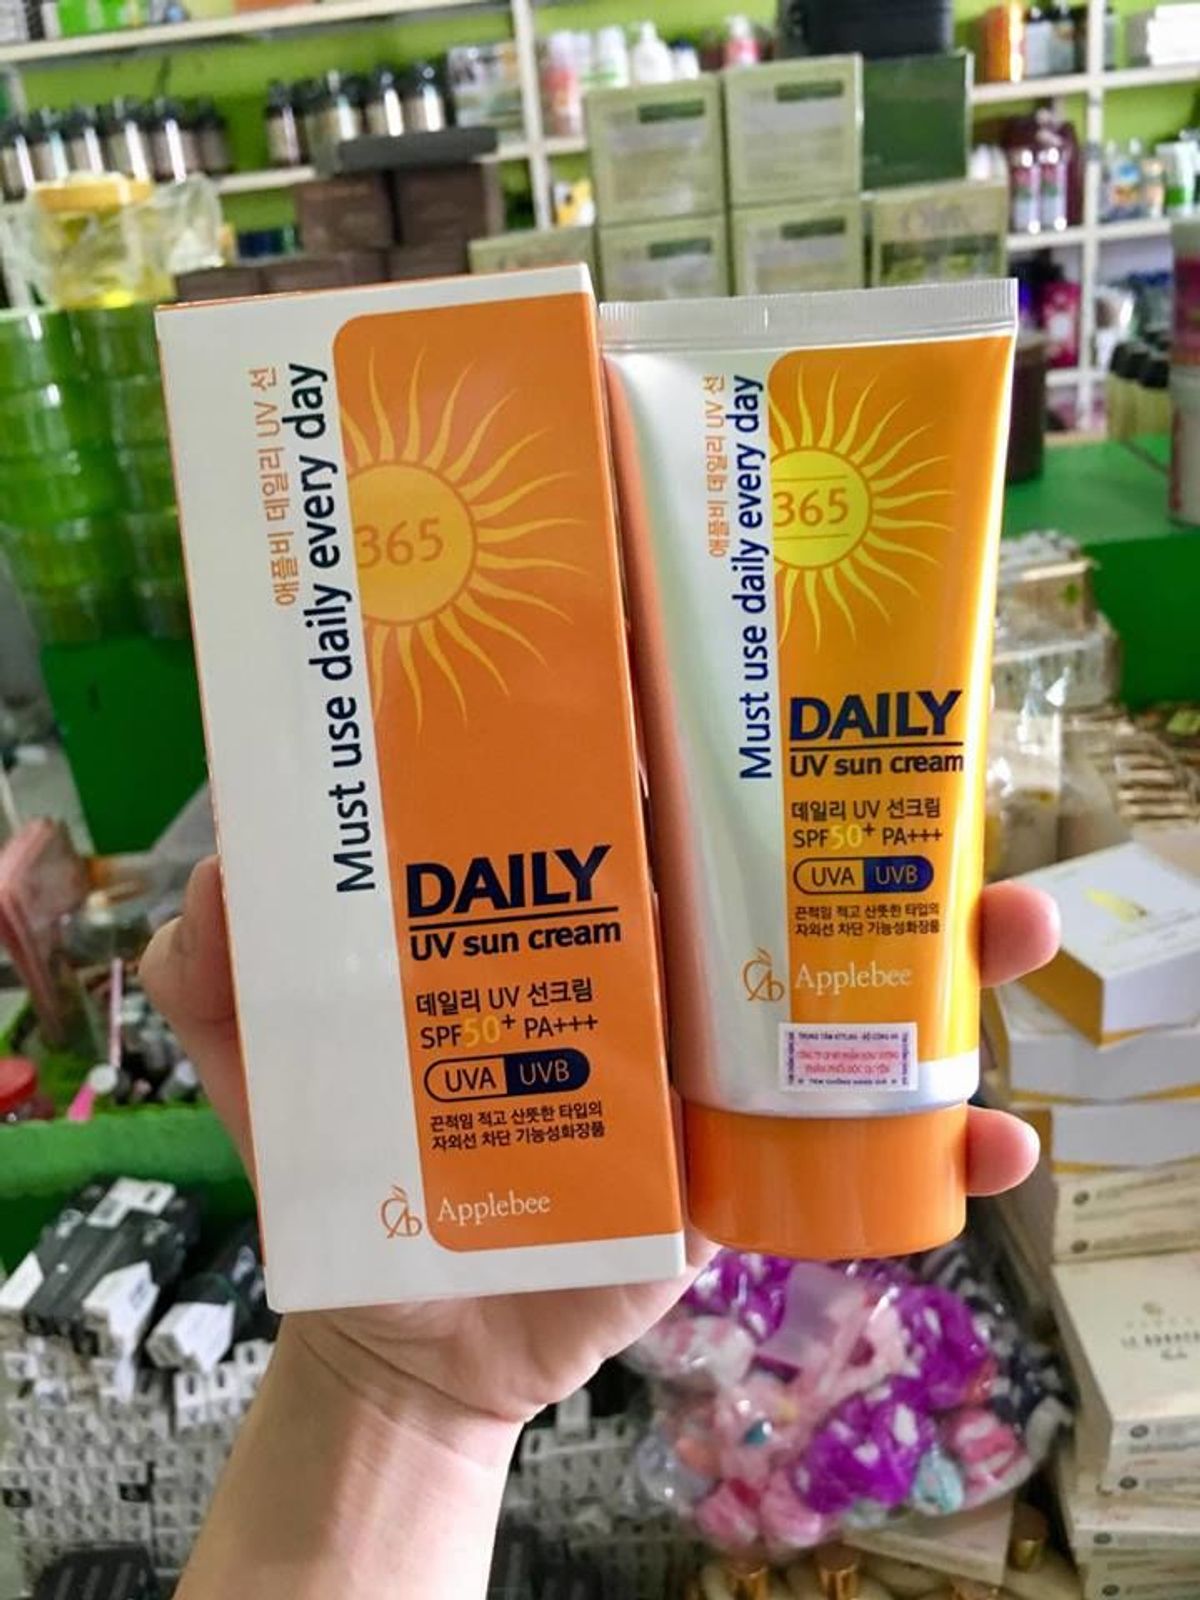 애플비 데일리 UV 선
Must use daily every day
365
DAILY
UV sun cream
데일리 UV 선크림
SPF50+ PA+++
UVA UVB
끈적임 적고 산뜻한 타입의
자외선 차단 기능성화장품
Applebee
애플비 데일리 UV 선
Must use daily every day
365
DAILY
UV sun cream
데일리 UV 선크림
SPF50+ PA+++
UVA UVB
끈적임 적고 산뜻한 타입의
자외선 차단 기능성화장품
Applebee